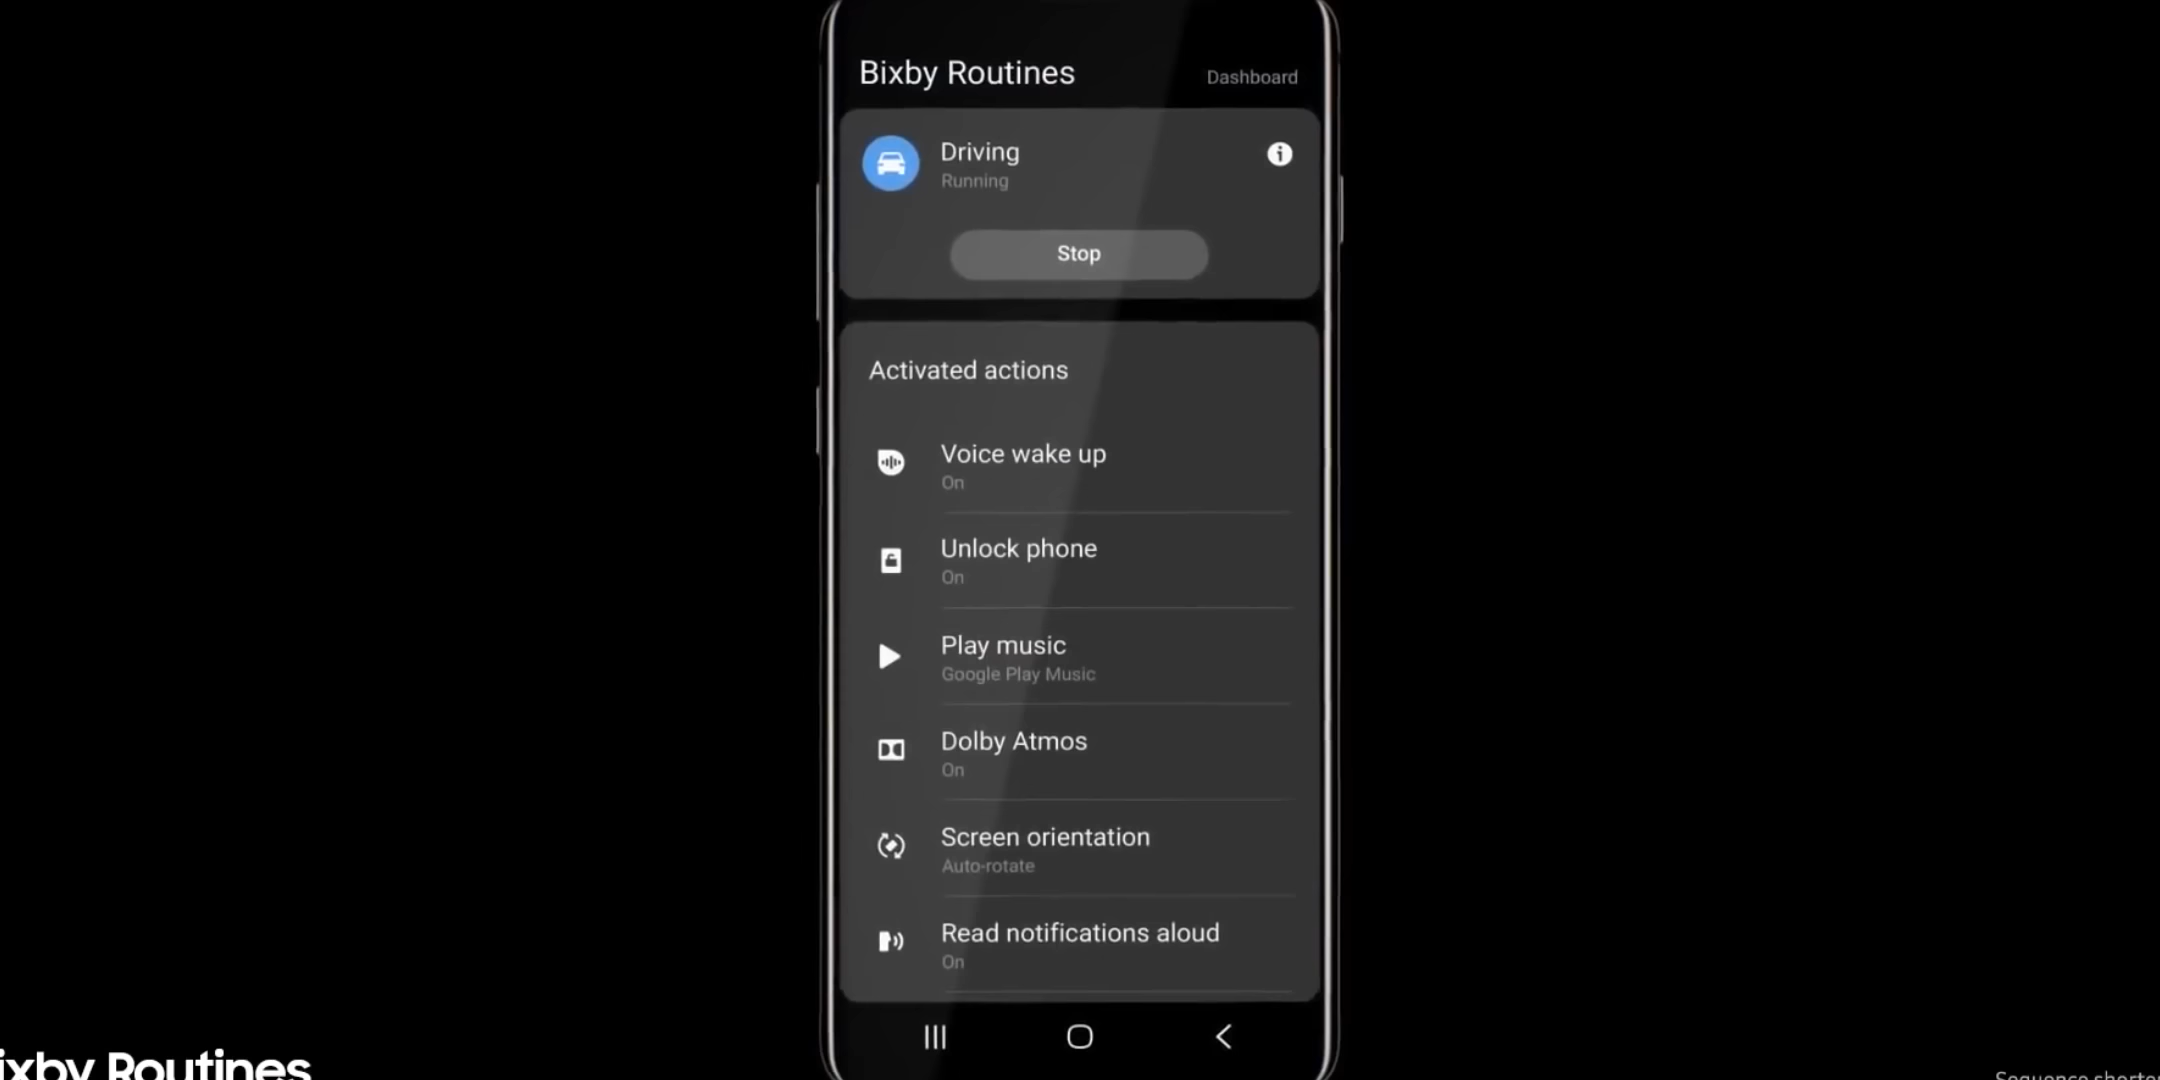 Bixby Routines
Dashboard
Driving
Running
Stop
Activated actions
Voice wake up
On
Unlock phone
On
Play music
Google Play Music
Dolby Atmos
On
Screen orientation
Auto-rotate
Read notifications aloud
On
ixby Routines
Sequence